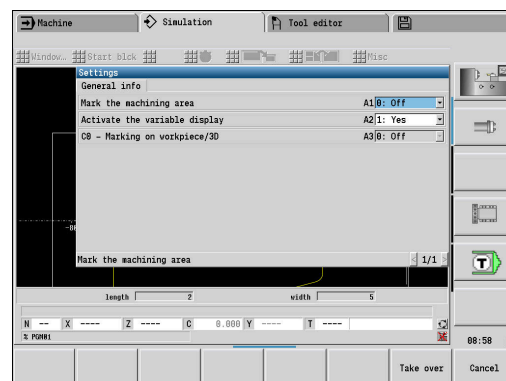 Machine Simulation Tool editor
Window… Start blck Misc
Settings
General info
Mark the machining area A1 0: Off
Activate the variable display A2 1: Yes
C0 – Marking on workpiece/3D A3 0: Off
Mark the machining area 1/1
length 2 width 5
N -- X ---- Z ---- C 0.000 Y ---- T ----
% PGM01
T
08:58
Take over Cancel